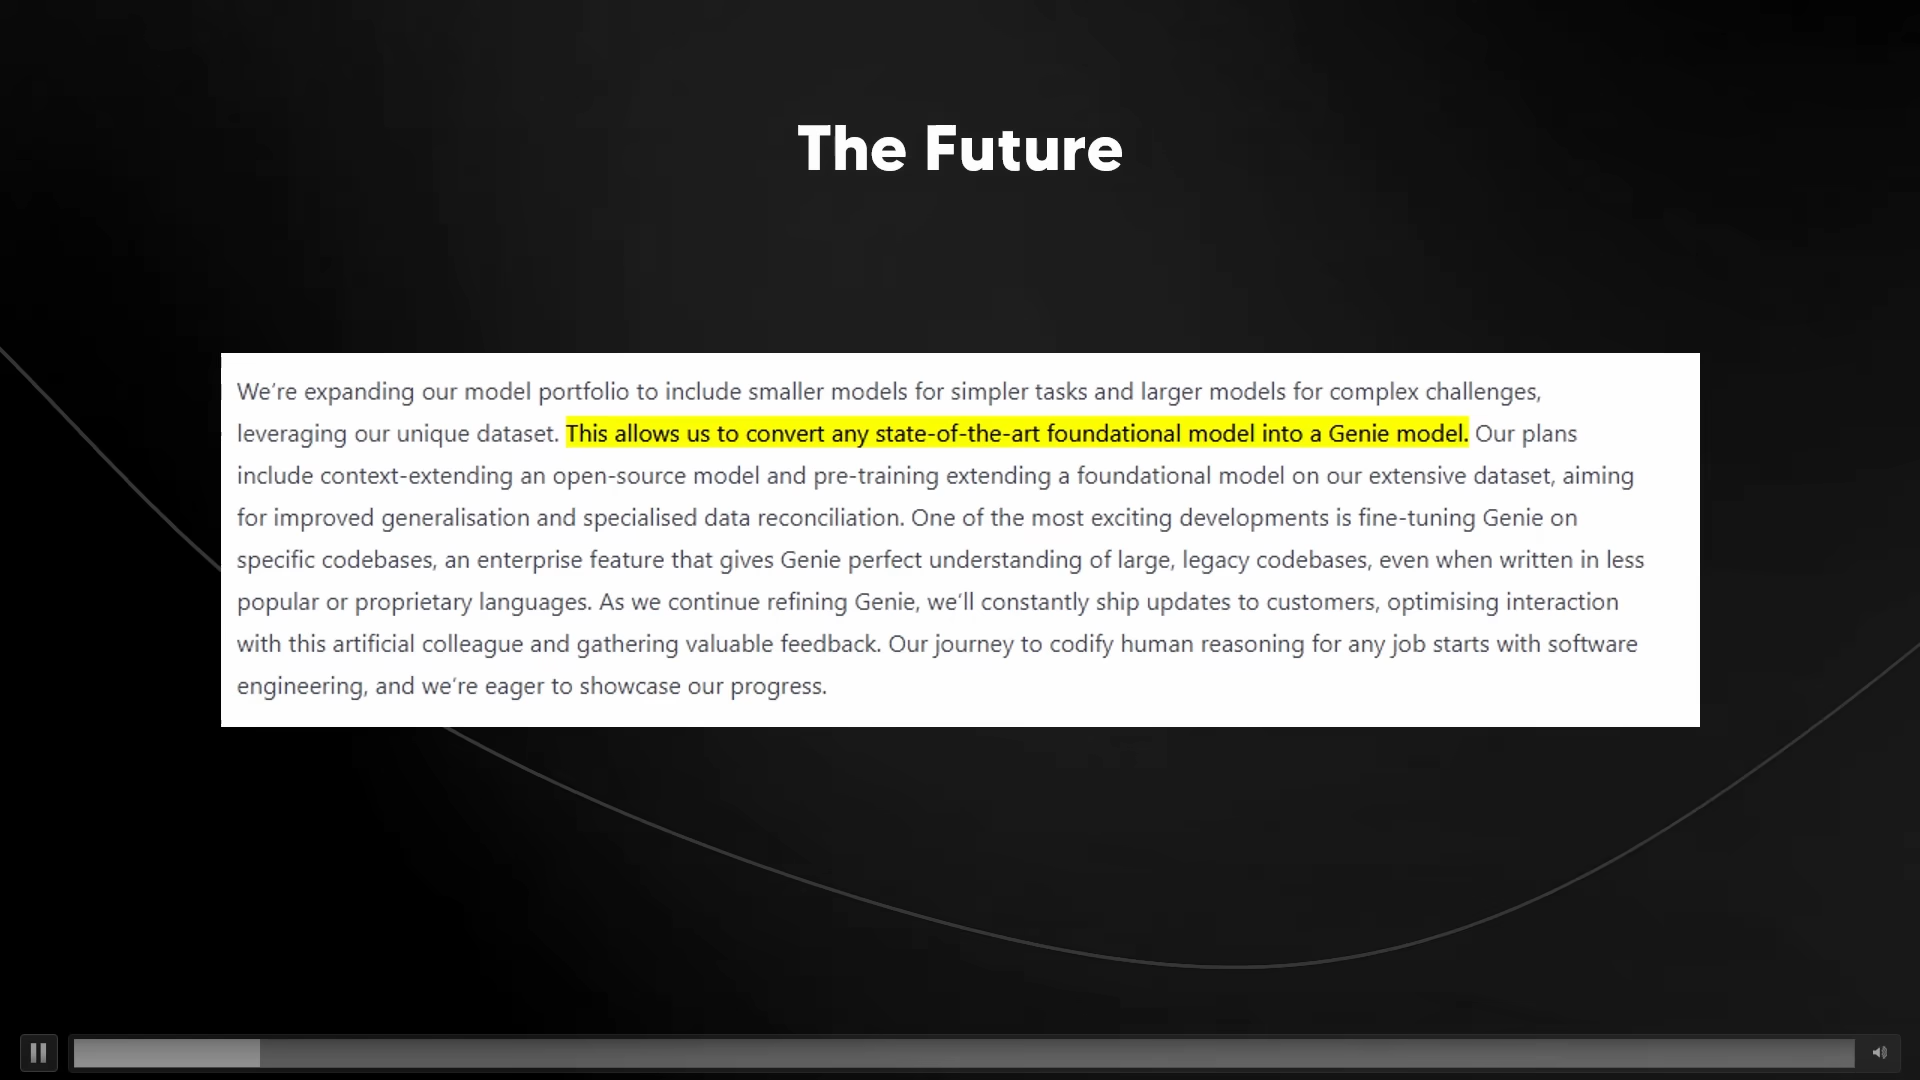 The Future
We’re expanding our model portfolio to include smaller models for simpler tasks and larger models for complex challenges,
leveraging our unique dataset. This allows us to convert any state-of-the-art foundational model into a Genie model. Our plans
include context-extending an open-source model and pre-training extending a foundational model on our extensive dataset, aiming
for improved generalisation and specialised data reconciliation. One of the most exciting developments is fine-tuning Genie on
specific codebases, an enterprise feature that gives Genie perfect understanding of large, legacy codebases, even when written in less
popular or proprietary languages. As we continue refining Genie, we’ll constantly ship updates to customers, optimising interaction
with this artificial colleague and gathering valuable feedback. Our journey to codify human reasoning for any job starts with software
engineering, and we’re eager to showcase our progress.